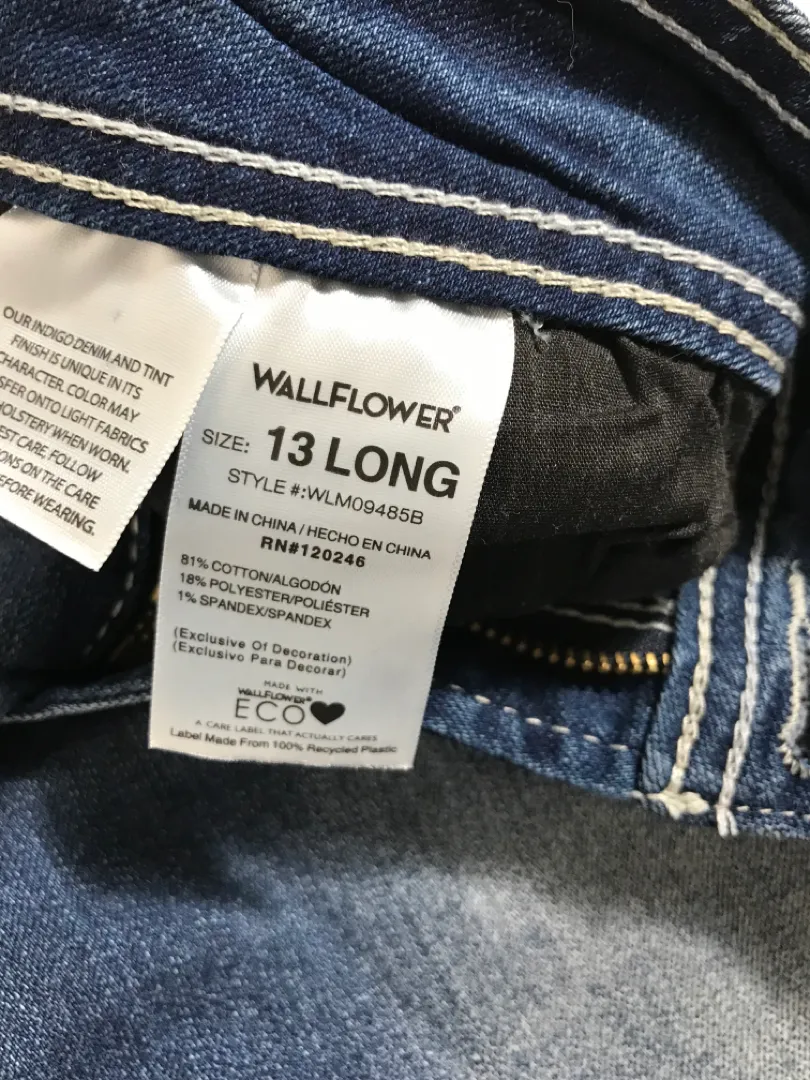 OUR INDIGO DENIM AND TINT
FINISH IS UNIQUE IN ITS
CHARACTER. COLOR MAY
ONTO LIGHT FABRICS
WHEN WORN.
CARE. FOLLOW
ON THE CARE
BEFORE WEARING.
WALLFLOWER®
SIZE: 13 LONG
STYLE #:WLM09485B
MADE IN CHINA / HECHO EN CHINA
RN#120246
81% COTTON/ALGODÓN
18% POLYESTER/POLIÉSTER
1% SPANDEX/SPANDEX
(Exclusive Of Decoration)
(Exclusivo Para Decorar)
MADE WITH
WALLFLOWER®
ECO
A CARE LABEL THAT ACTUALLY CARES
Label Made From 100% Recycled Plastic